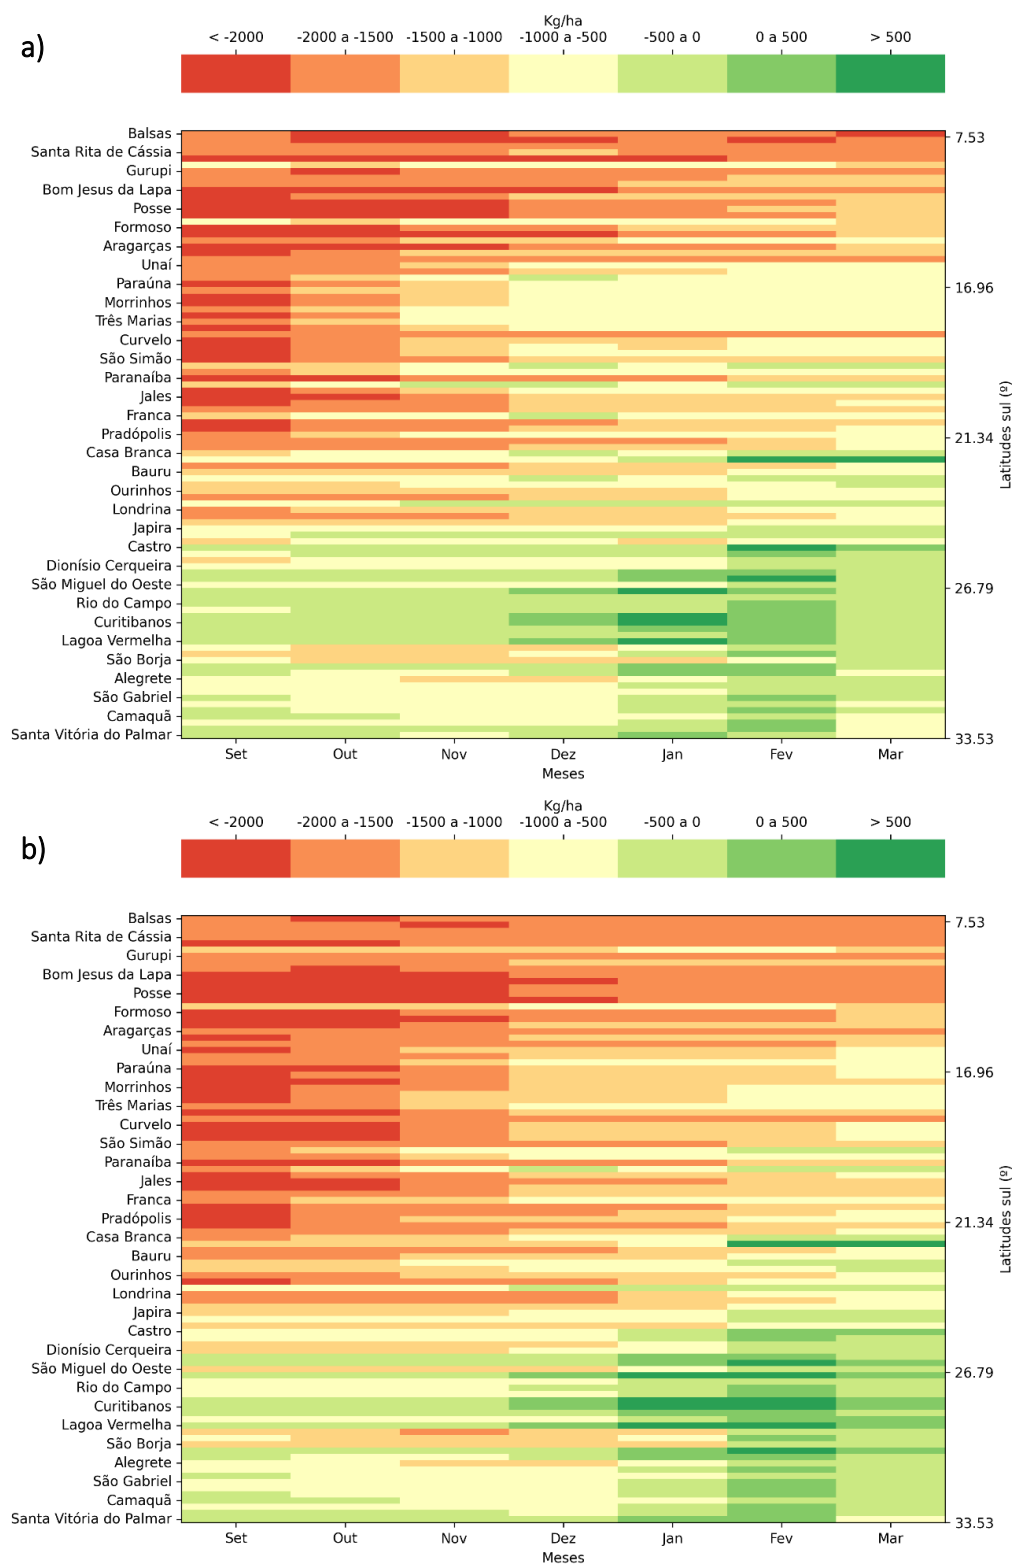 a)
Kg/ha
< -2000 -2000 a -1500 -1500 a -1000 -1000 a -500 -500 a 0 0 a 500 > 500
Balsas
Santa Rita de Cássia
Gurupi
Bom Jesus da Lapa
Posse
Formoso
Aragarças
Unaí
Paraúna
Morrinhos
Três Marias
Curvelo
São Simão
Paranaíba
Jales
Franca
Pradópolis
Casa Branca
Bauru
Ourinhos
Londrina
Japira
Castro
Dionísio Cerqueira
São Miguel do Oeste
Rio do Campo
Curitibanos
Lagoa Vermelha
São Borja
Alegrete
São Gabriel
Camaquã
Santa Vitória do Palmar
7.53
16.96
21.34
26.79
33.53
Latitudes sul (º)
Set Out Nov Dez Jan Fev Mar
Meses
b)
Kg/ha
< -2000 -2000 a -1500 -1500 a -1000 -1000 a -500 -500 a 0 0 a 500 > 500
Balsas
Santa Rita de Cássia
Gurupi
Bom Jesus da Lapa
Posse
Formoso
Aragarças
Unaí
Paraúna
Morrinhos
Três Marias
Curvelo
São Simão
Paranaíba
Jales
Franca
Pradópolis
Casa Branca
Bauru
Ourinhos
Londrina
Japira
Castro
Dionísio Cerqueira
São Miguel do Oeste
Rio do Campo
Curitibanos
Lagoa Vermelha
São Borja
Alegrete
São Gabriel
Camaquã
Santa Vitória do Palmar
7.53
16.96
21.34
26.79
33.53
Latitudes sul (º)
Set Out Nov Dez Jan Fev Mar
Meses